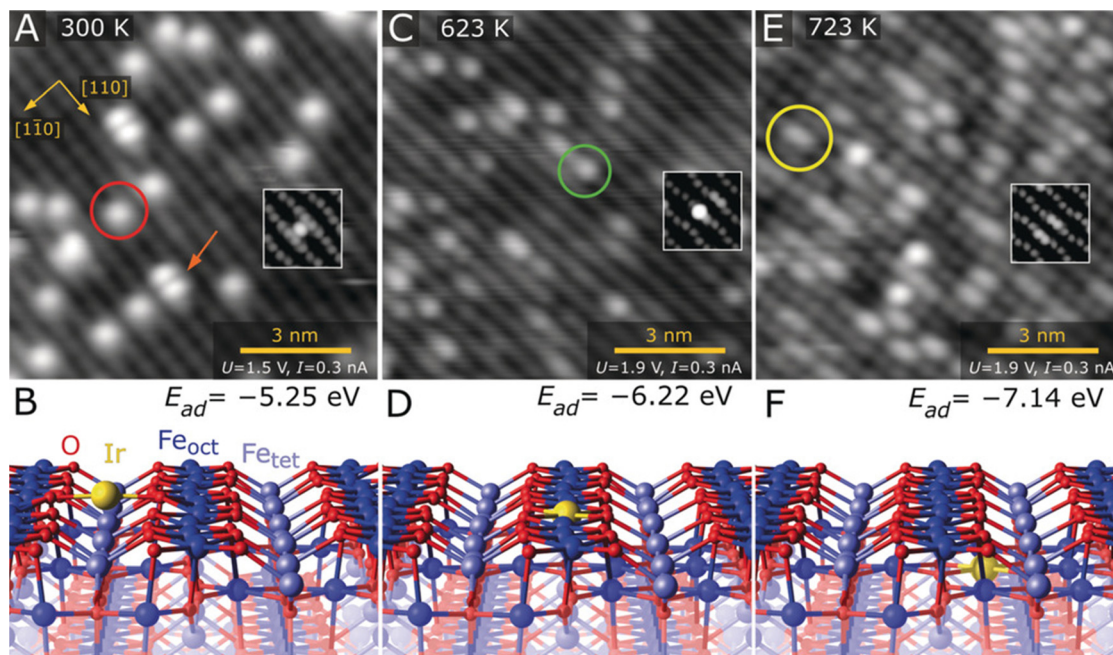 A 300 K
[110]
[11̅0]
3 nm
U=1.5 V, I=0.3 nA
C 623 K
3 nm
U=1.9 V, I=0.3 nA
E 723 K
3 nm
U=1.9 V, I=0.3 nA
B
Ead= −5.25 eV
O
Ir
Feoct
Fetet
D
Ead= −6.22 eV
F
Ead= −7.14 eV